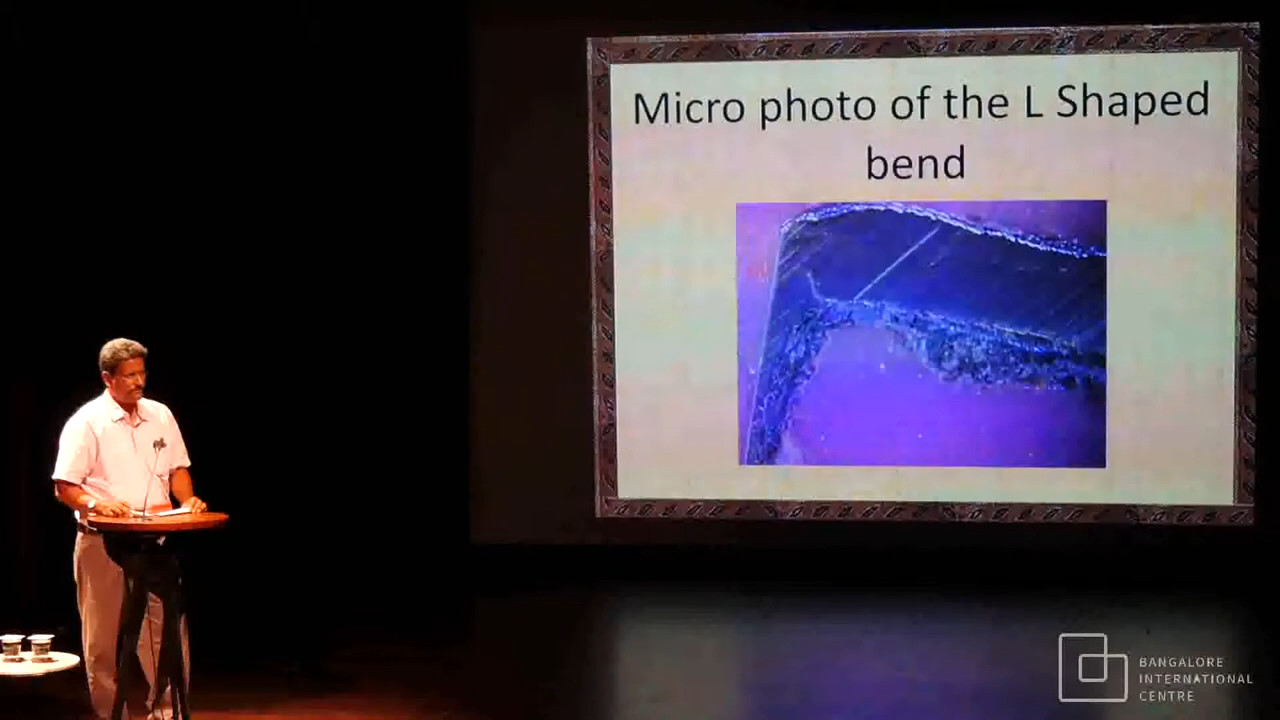 Micro photo of the L Shaped
bend
BANGALORE
INTERNATIONAL
CENTRE